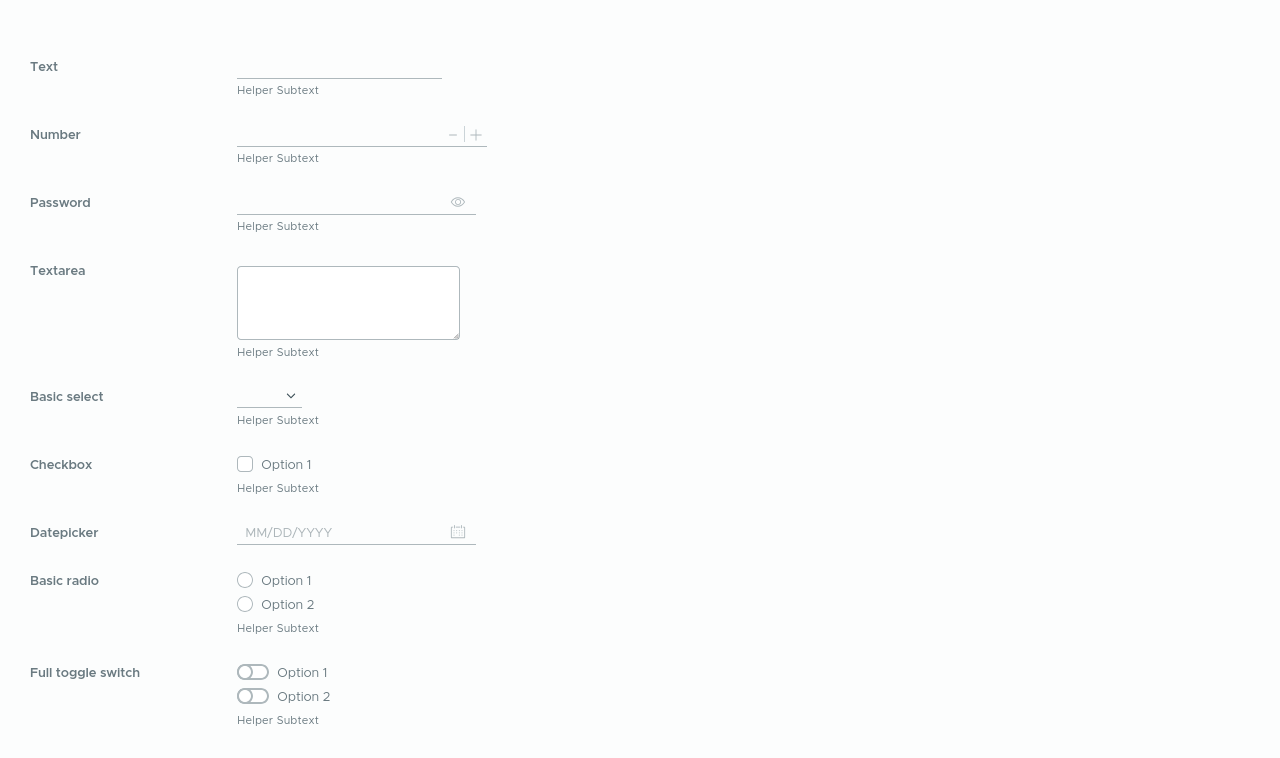 Text
Helper Subtext
Number
Helper Subtext
Password
Helper Subtext
Textarea
Helper Subtext
Basic select
Helper Subtext
Checkbox Option 1
Helper Subtext
Datepicker MM/DD/YYYY
Basic radio Option 1
Option 2
Helper Subtext
Full toggle switch Option 1
Option 2
Helper Subtext